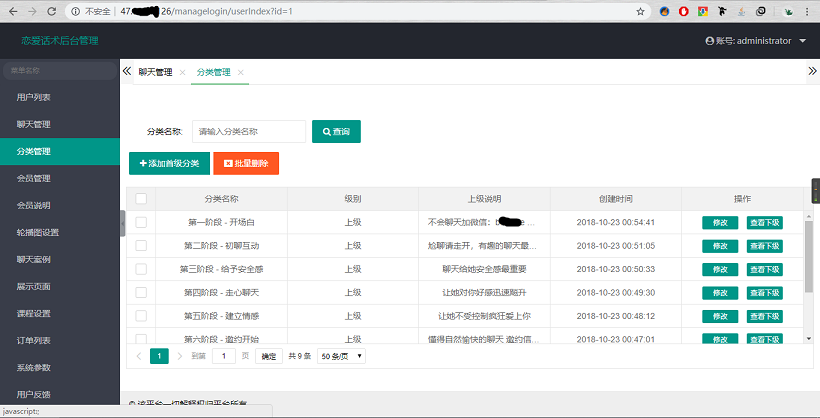 不安全 | 47. 26/managelogin/userIndex?id=1
恋爱话术后台管理
账号: administrator
菜单名称
聊天管理 分类管理
用户列表
聊天管理
分类管理
会员管理
会员说明
轮播图设置
聊天案例
展示页面
课程设置
订单列表
系统参数
用户反馈
分类名称: 请输入分类名称 查询
添加首级分类 批量删除
分类名称 级别 上级说明 创建时间 操作
第一阶段 - 开场白 上级 不会聊天加微信: ... 2018-10-23 00:54:41 修改 查看下级
第二阶段 - 初聊互动 上级 尬聊请走开，有趣的聊天最... 2018-10-23 00:51:05 修改 查看下级
第三阶段 - 给予安全感 上级 聊天给她安全感最重要 2018-10-23 00:50:33 修改 查看下级
第四阶段 - 走心聊天 上级 让她对你好感迅速飚升 2018-10-23 00:49:30 修改 查看下级
第五阶段 - 建立情感 上级 让她不受控制疯狂爱上你 2018-10-23 00:48:12 修改 查看下级
第六阶段 - 邀约开始 上级 懂得自然愉快的聊天 邀约信... 2018-10-23 00:47:01 修改 查看下级
1 到第 1 页 确定 共 9 条 50 条/页
© 该平台一切解释权归平台所有
javascript:;